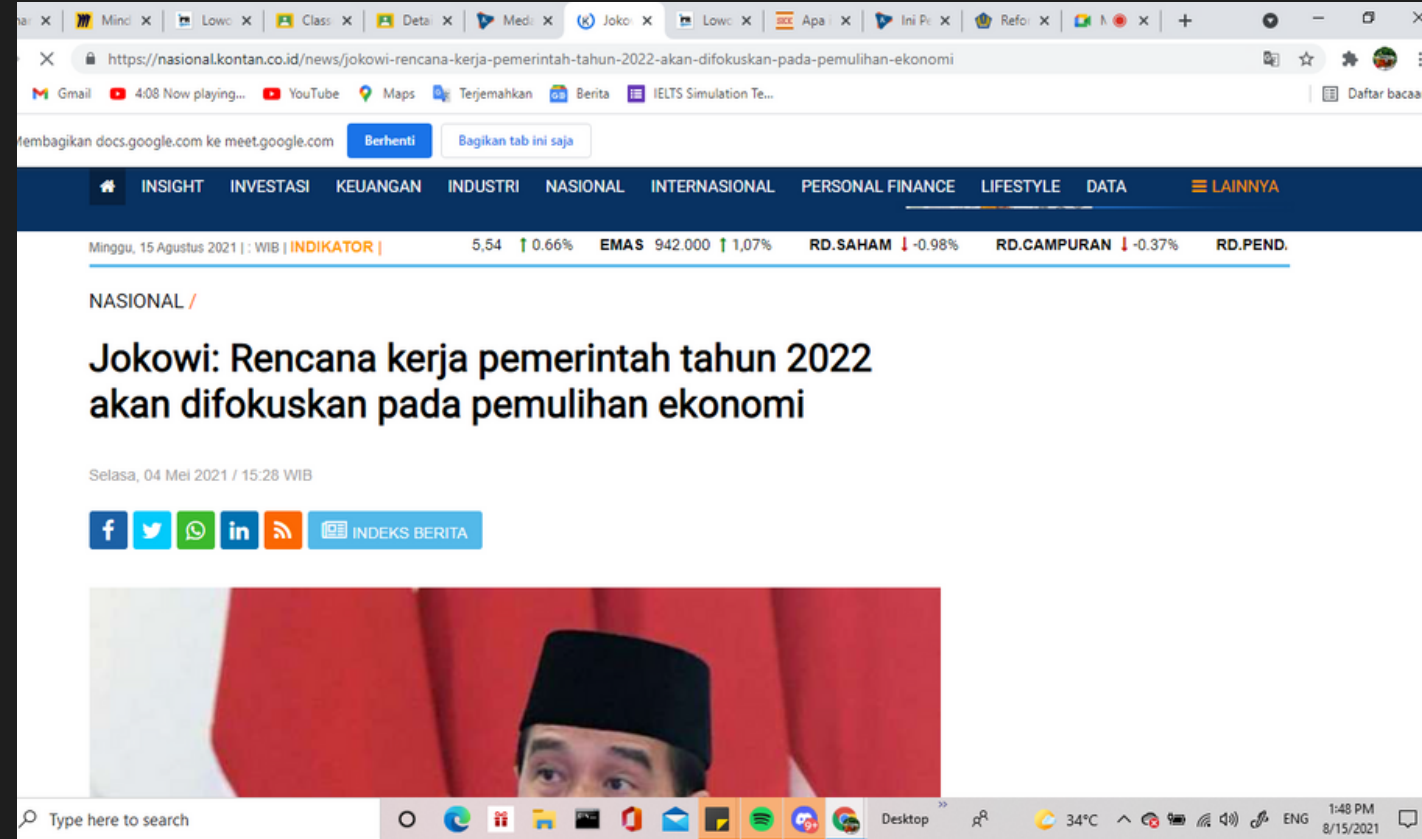 Mind
Lowo
Class
Deta
Medi
Joko
Lowc
Apa i
Ini Pe
Refor
https://nasional.kontan.co.id/news/jokowi-rencana-kerja-pemerintah-tahun-2022-akan-difokuskan-pada-pemulihan-ekonomi
Gmail 4:08 Now playing... YouTube Maps Terjemahkan Berita IELTS Simulation Te... Daftar bacaa
Membagikan docs.google.com ke meet.google.com Berhenti Bagikan tab ini saja
INSIGHT INVESTASI KEUANGAN INDUSTRI NASIONAL INTERNASIONAL PERSONAL FINANCE LIFESTYLE DATA LAINNYA
Minggu, 15 Agustus 2021 | : WIB | INDIKATOR | 5,54 0.66% EMAS 942.000 1,07% RD.SAHAM -0.98% RD.CAMPURAN -0.37% RD.PEND.
NASIONAL /
Jokowi: Rencana kerja pemerintah tahun 2022
akan difokuskan pada pemulihan ekonomi
Selasa, 04 Mei 2021 / 15:28 WIB
INDEKS BERITA
Type here to search Desktop 34°C ENG 1:48 PM
8/15/2021